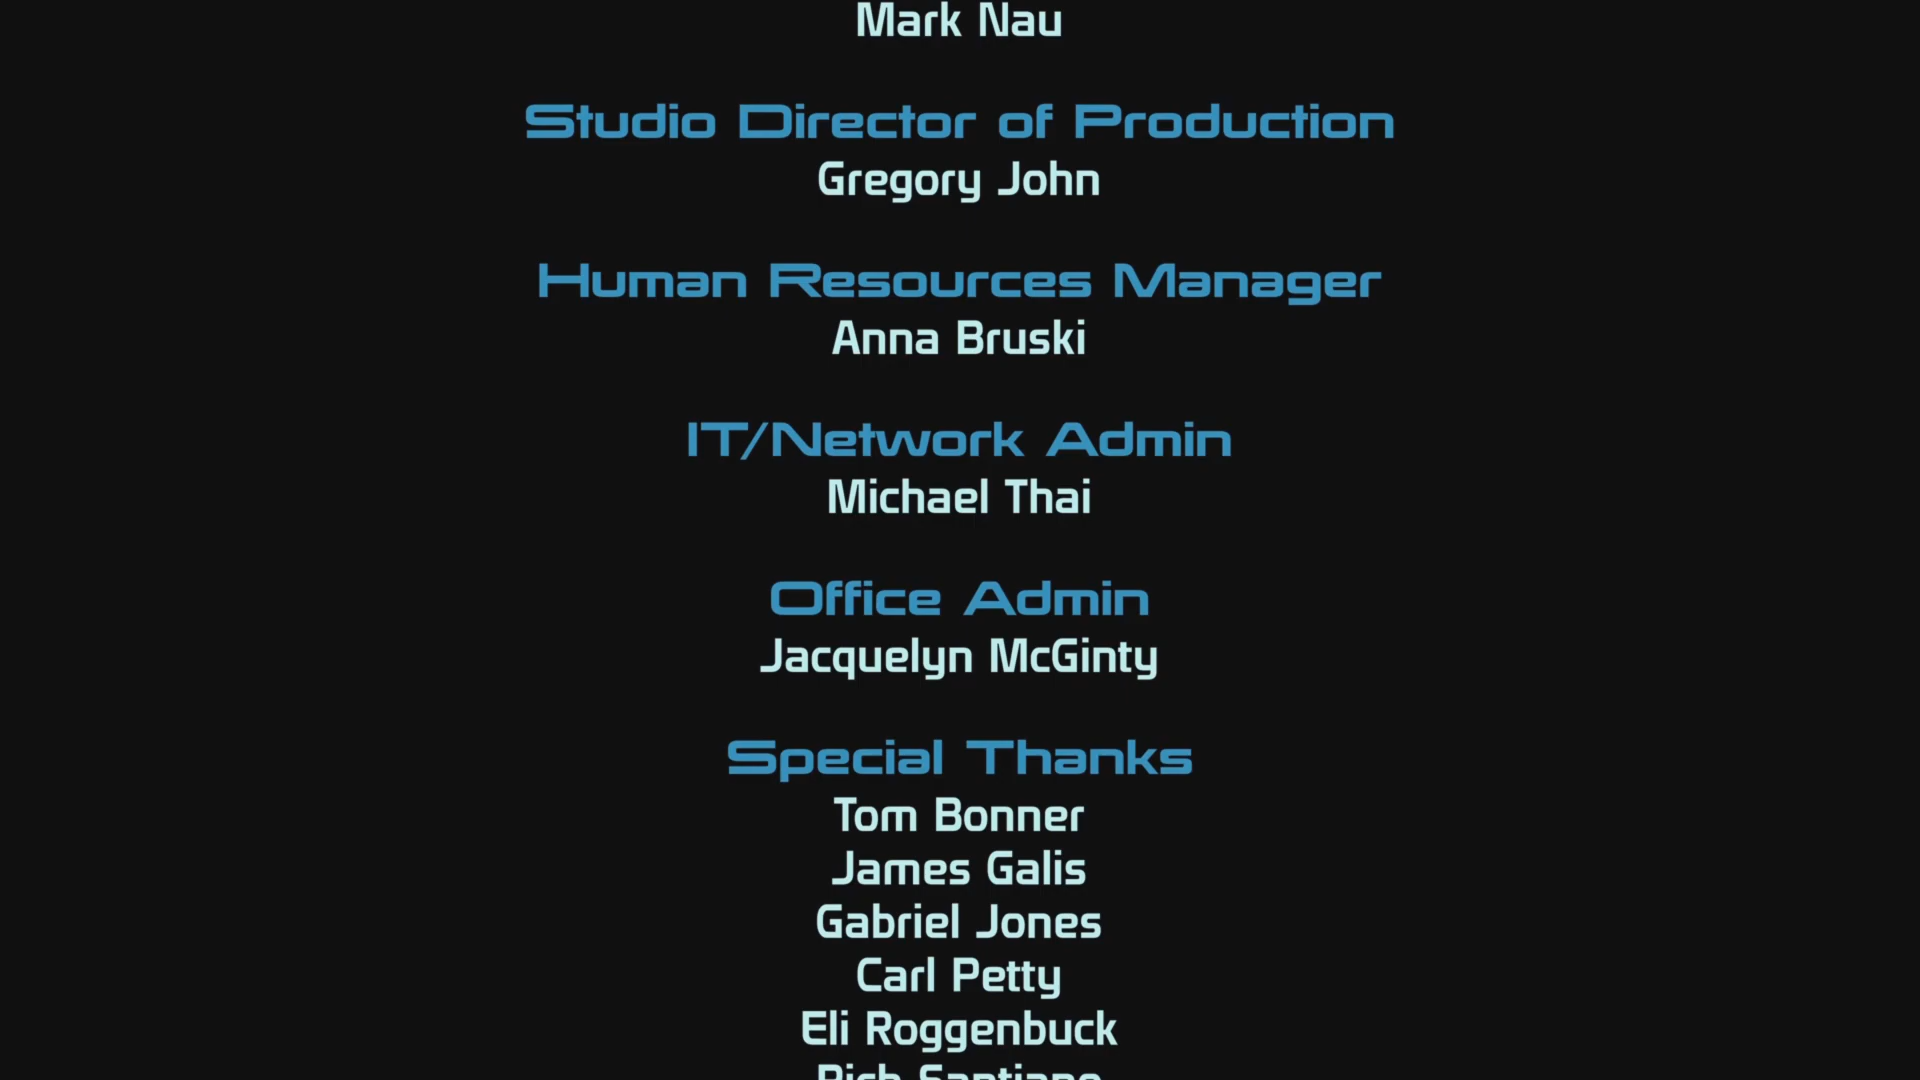 Mark Nau
Studio Director of Production
Gregory John
Human Resources Manager
Anna Bruski
IT/Network Admin
Michael Thai
Office Admin
Jacquelyn McGinty
Special Thanks
Tom Bonner
James Galis
Gabriel Jones
Carl Petty
Eli Roggenbuck